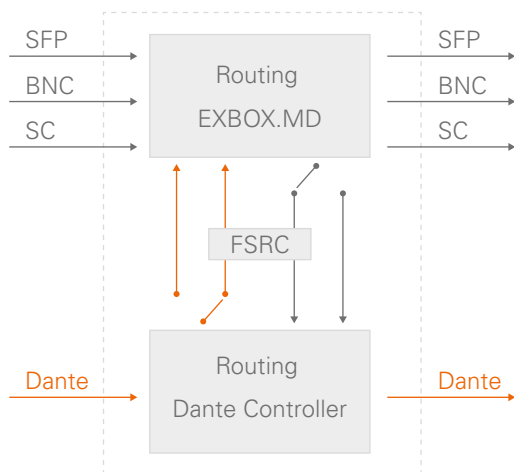 SFP
SFP
Routing
BNC
BNC
EXBOX.MD
SC
SC
FSRC
Routing
Dante
Dante
Dante Controller